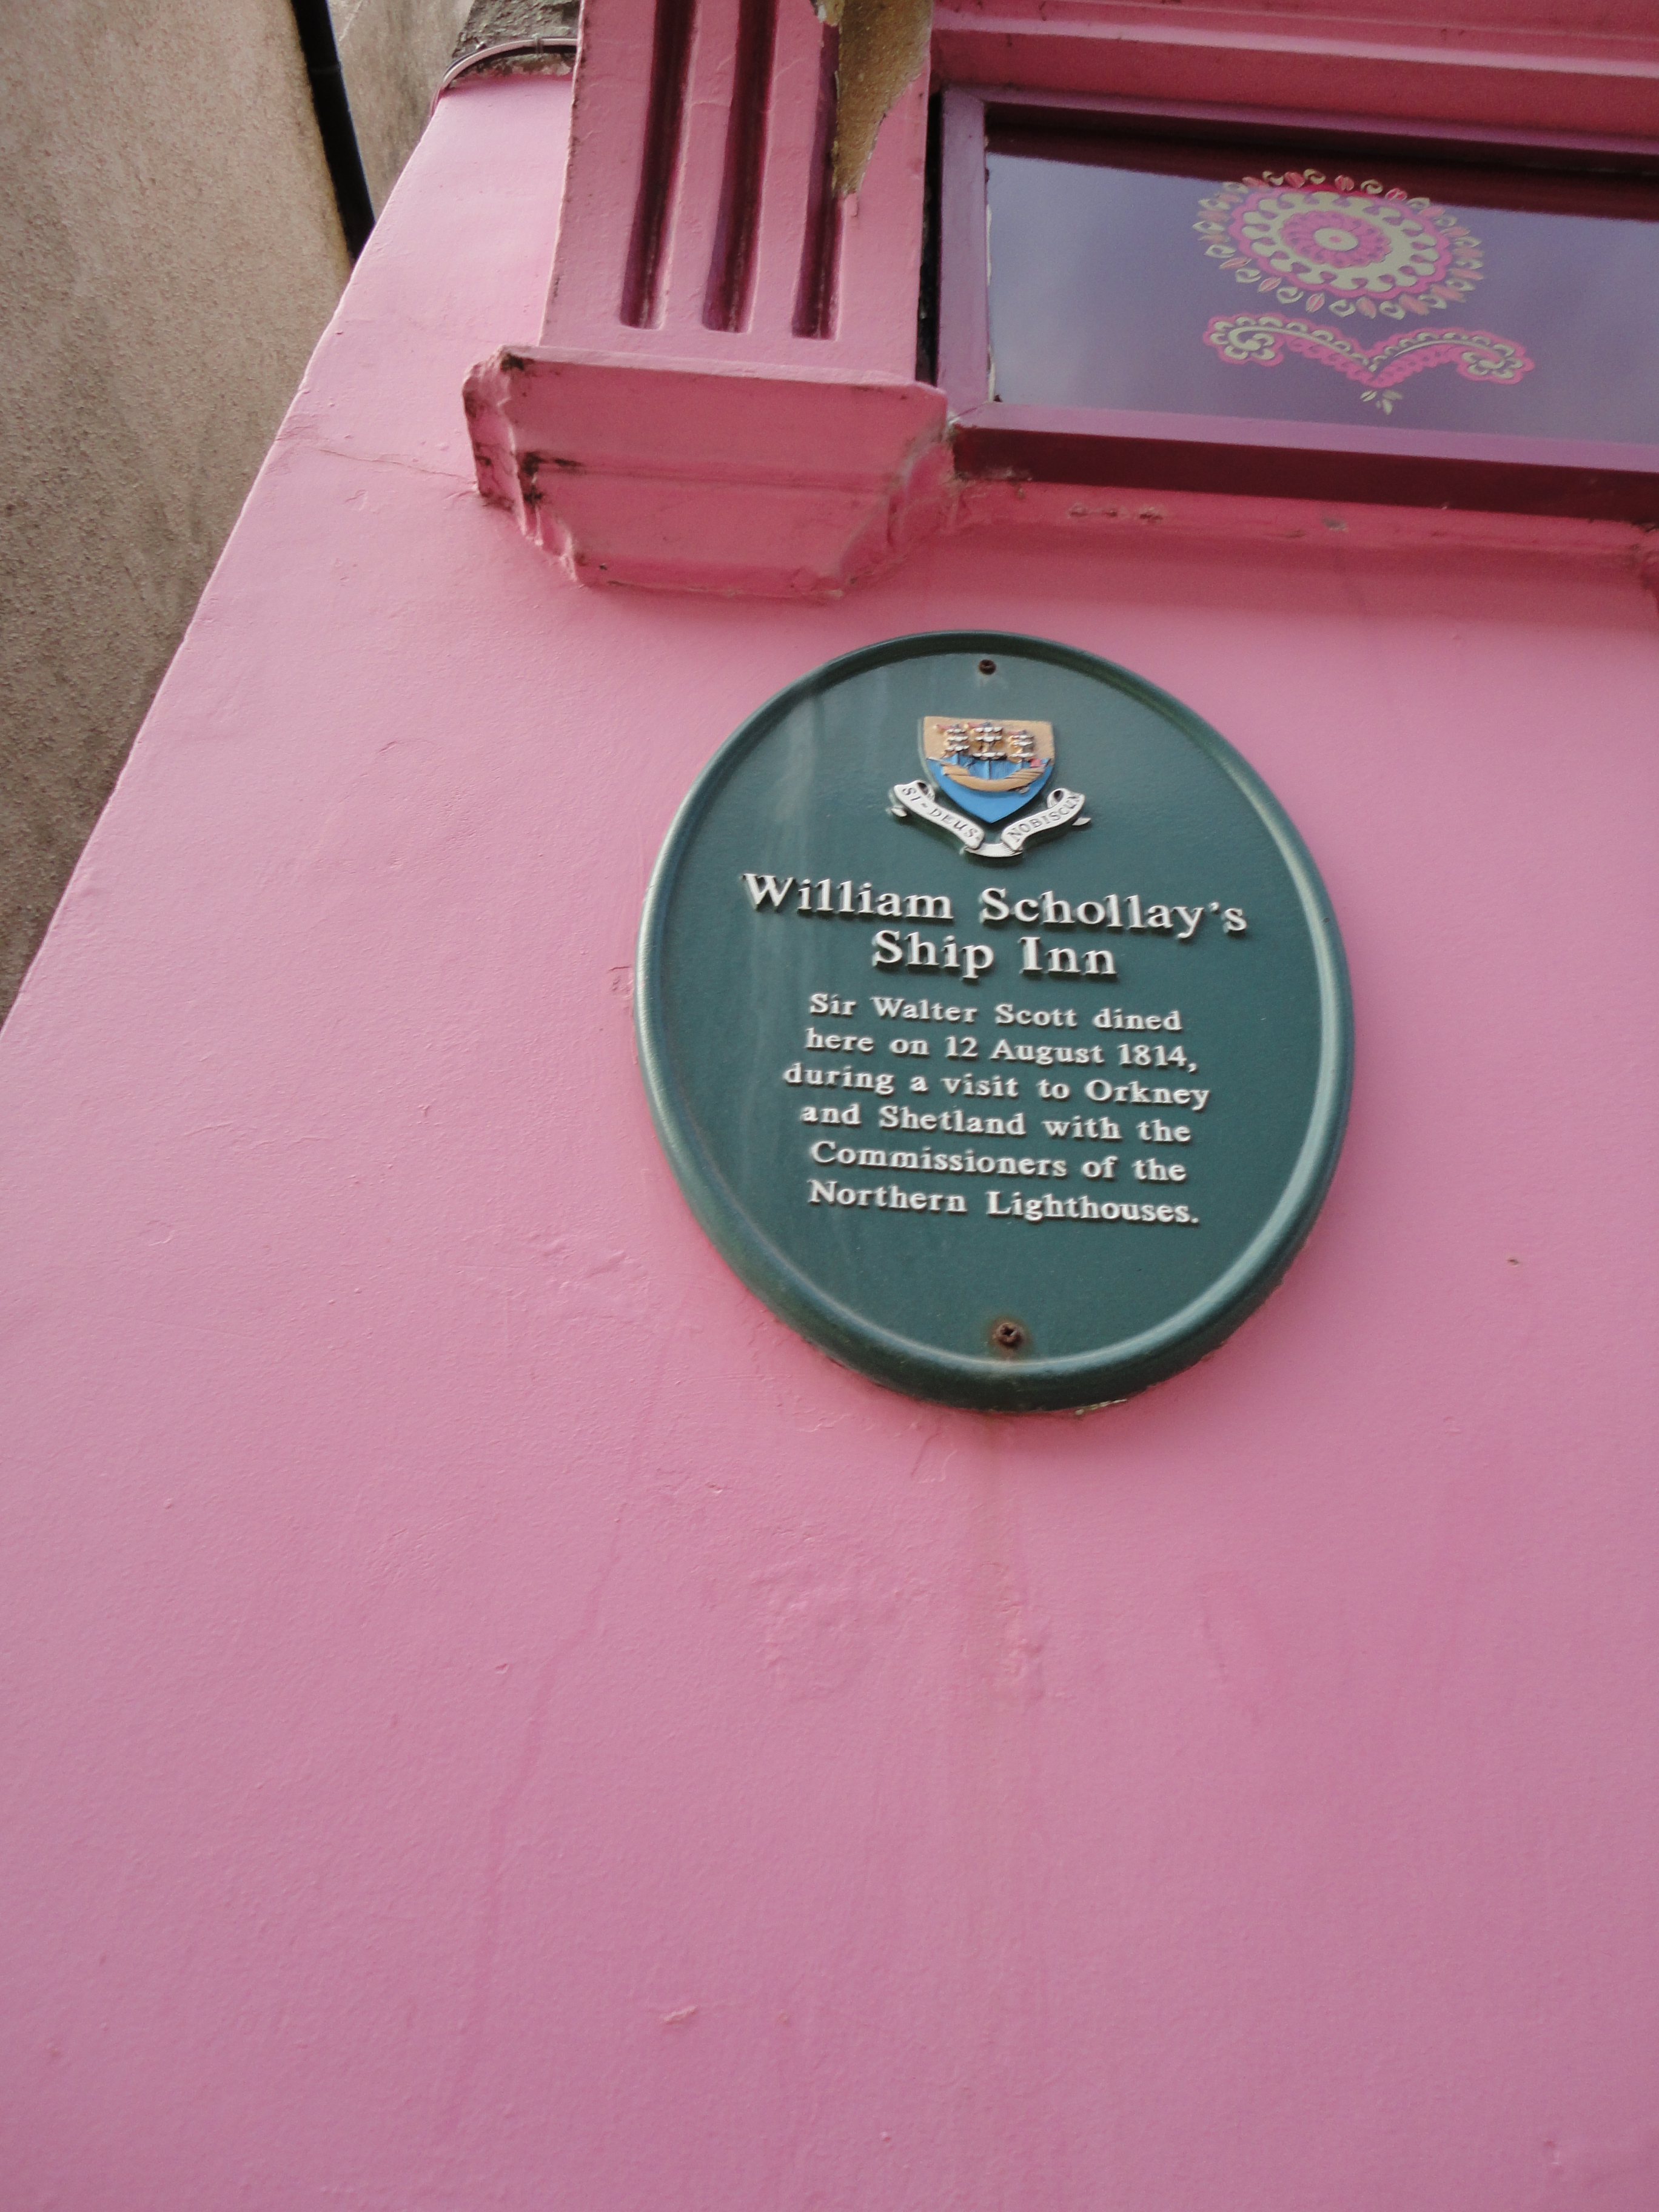 SI-DEUS- NOBISCUM
William Schollay's
Ship Inn
Sir Walter Scott dined
here on 12 August 1814,
during a visit to Orkney
and Shetland with the
Commissioners of the
Northern Lighthouses.